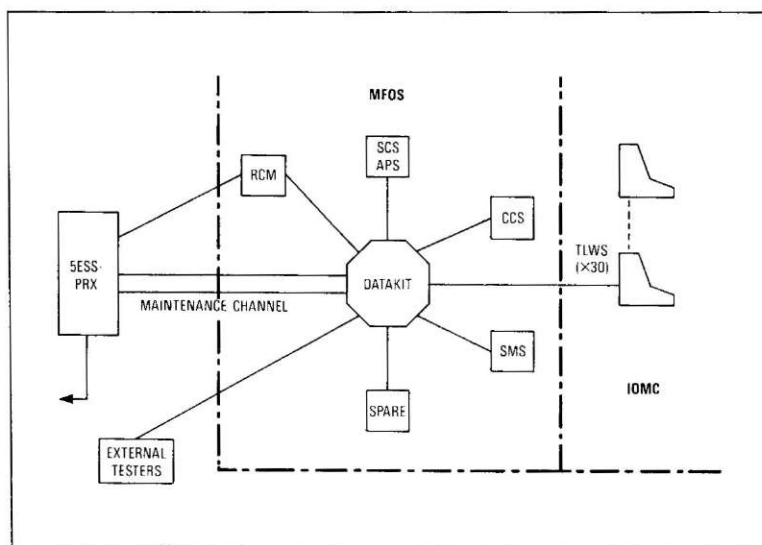 MFOS
SCS
APS
RCM
CCS
TLWS
(×30)
5ESS-
PRX
DATAKIT
MAINTENANCE CHANNEL
SMS
IOMC
SPARE
EXTERNAL
TESTERS